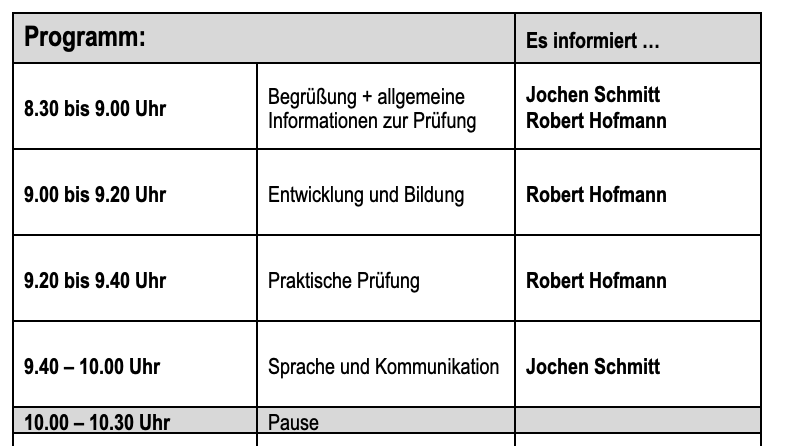 Programm:
Es informiert …
8.30 bis 9.00 Uhr
Begrüßung + allgemeine
Informationen zur Prüfung
Jochen Schmitt
Robert Hofmann
9.00 bis 9.20 Uhr
Entwicklung und Bildung
Robert Hofmann
9.20 bis 9.40 Uhr
Praktische Prüfung
Robert Hofmann
9.40 – 10.00 Uhr
Sprache und Kommunikation
Jochen Schmitt
10.00 – 10.30 Uhr
Pause